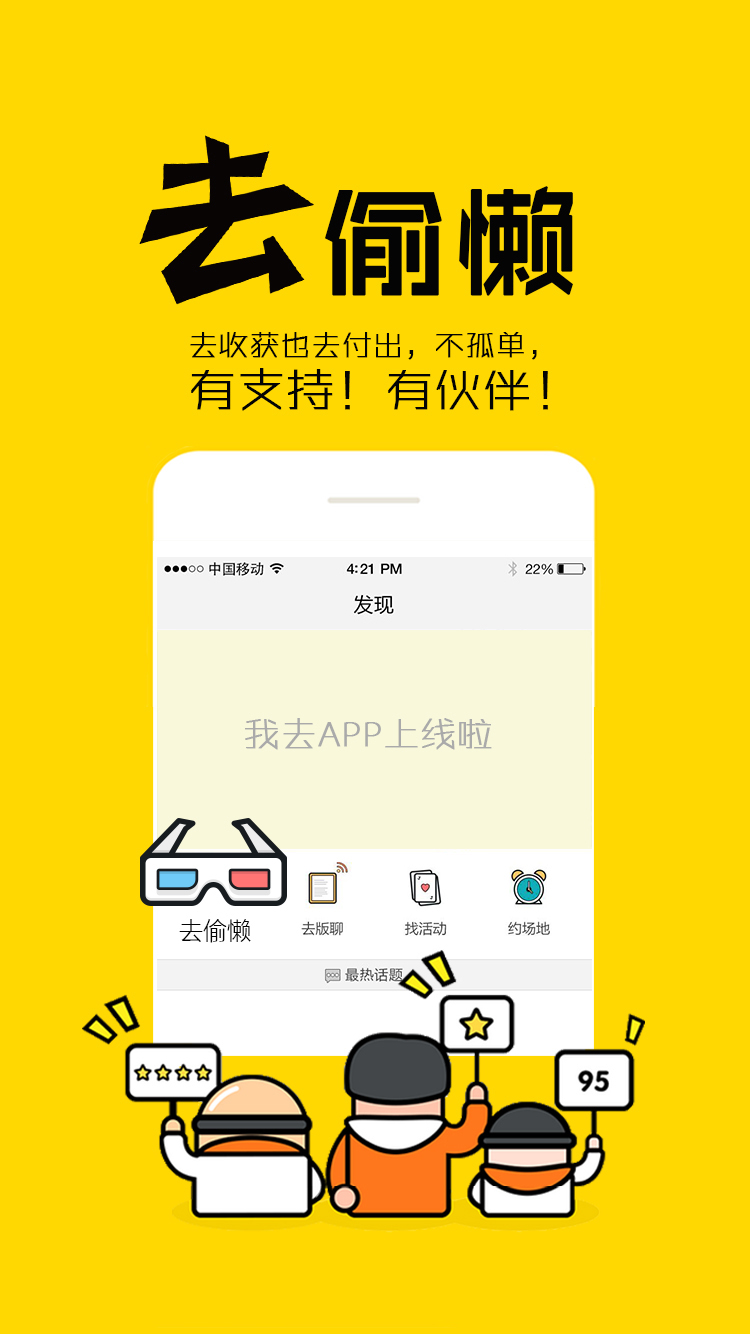 去偷懒
去收获也去付出，不孤单，
有支持！有伙伴！
中国移动 4:21 PM 22%
发现
我去APP上线啦
去偷懒 去版聊 找活动 约场地
最热话题
95